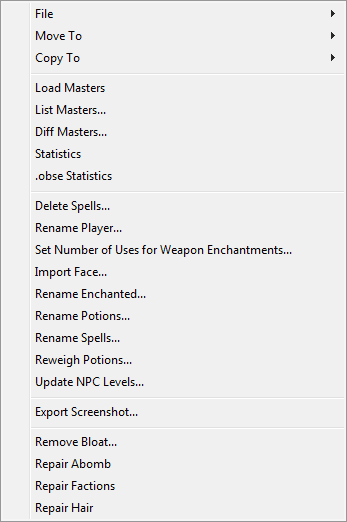 File
Move To
Copy To
Load Masters
List Masters...
Diff Masters...
Statistics
.obse Statistics
Delete Spells...
Rename Player...
Set Number of Uses for Weapon Enchantments...
Import Face...
Rename Enchanted...
Rename Potions...
Rename Spells...
Reweigh Potions...
Update NPC Levels...
Export Screenshot...
Remove Bloat...
Repair Abomb
Repair Factions
Repair Hair